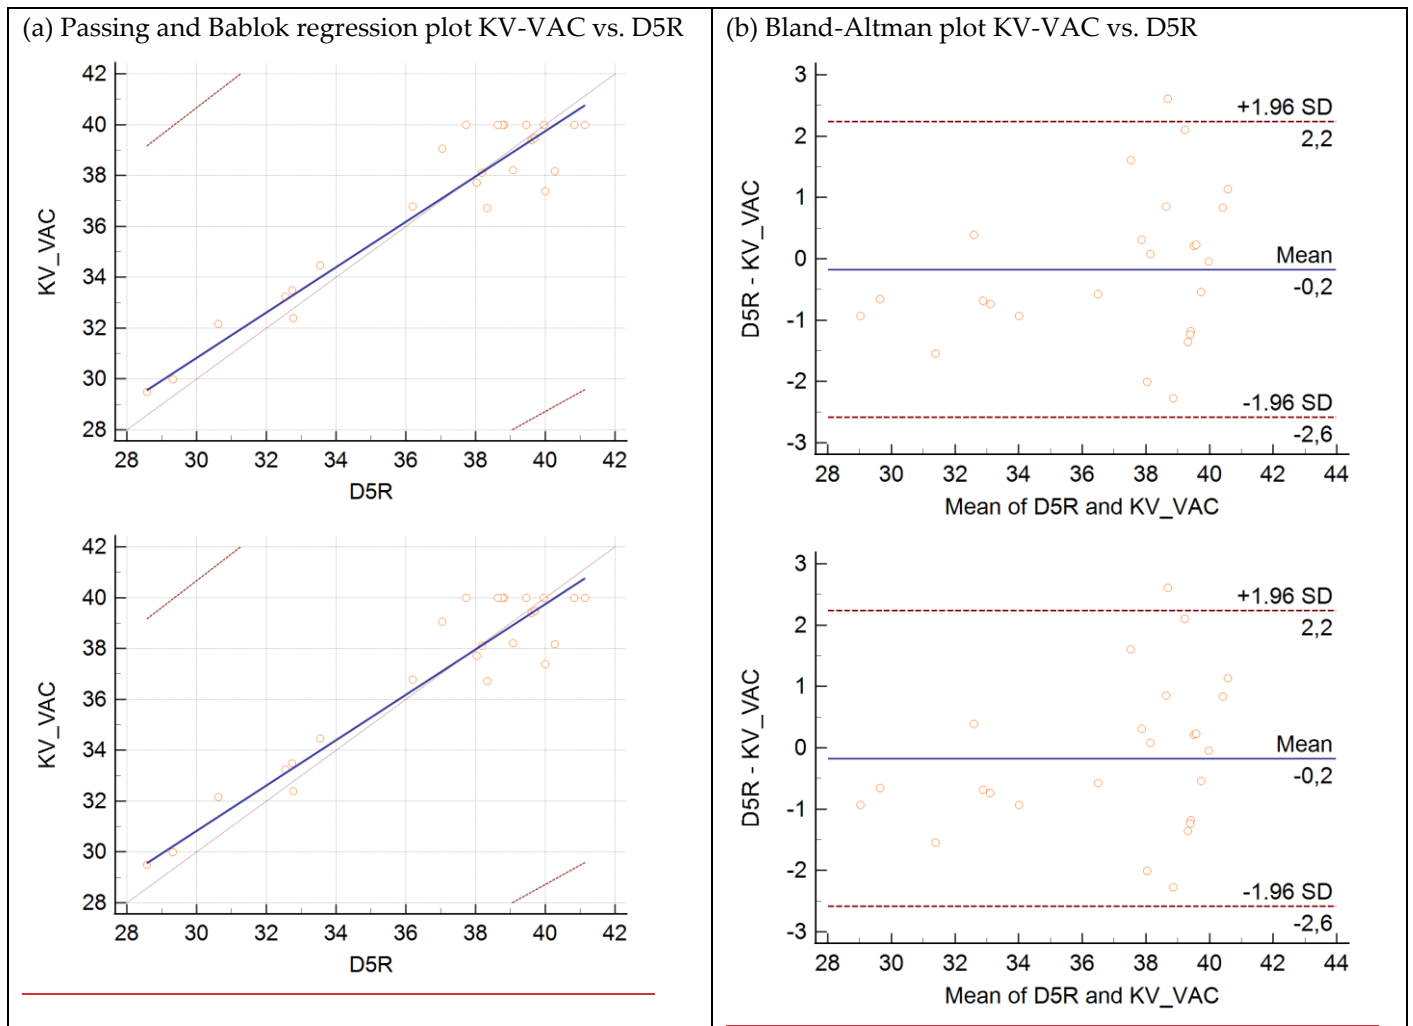 (a) Passing and Bablok regression plot KV-VAC vs. D5R
42
40
38
36
34
32
30
28
KV_VAC
28 30 32 34 36 38 40 42
D5R
42
40
38
36
34
32
30
28
KV_VAC
28 30 32 34 36 38 40 42
D5R
(b) Bland-Altman plot KV-VAC vs. D5R
3
2
1
0
-1
-2
-3
D5R - KV_VAC
+1.96 SD
2,2
Mean
-0,2
-1.96 SD
-2,6
28 30 32 34 36 38 40 42 44
Mean of D5R and KV_VAC
3
2
1
0
-1
-2
-3
D5R - KV_VAC
+1.96 SD
2,2
Mean
-0,2
-1.96 SD
-2,6
28 30 32 34 36 38 40 42 44
Mean of D5R and KV_VAC